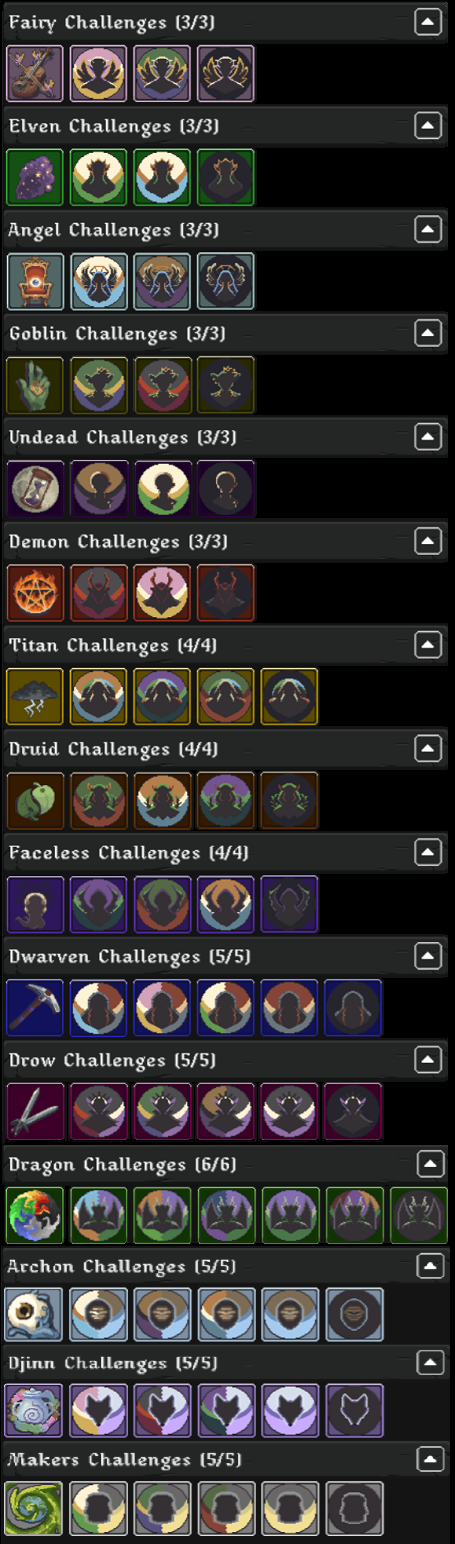 Fairy Challenges (3/3)
Elven Challenges (3/3)
Angel Challenges (3/3)
Goblin Challenges (3/3)
Undead Challenges (3/3)
Demon Challenges (3/3)
Titan Challenges (4/4)
Druid Challenges (4/4)
Faceless Challenges (4/4)
Dwarven Challenges (5/5)
Drow Challenges (5/5)
Dragon Challenges (6/6)
Archon Challenges (5/5)
Djinn Challenges (5/5)
Makers Challenges (5/5)